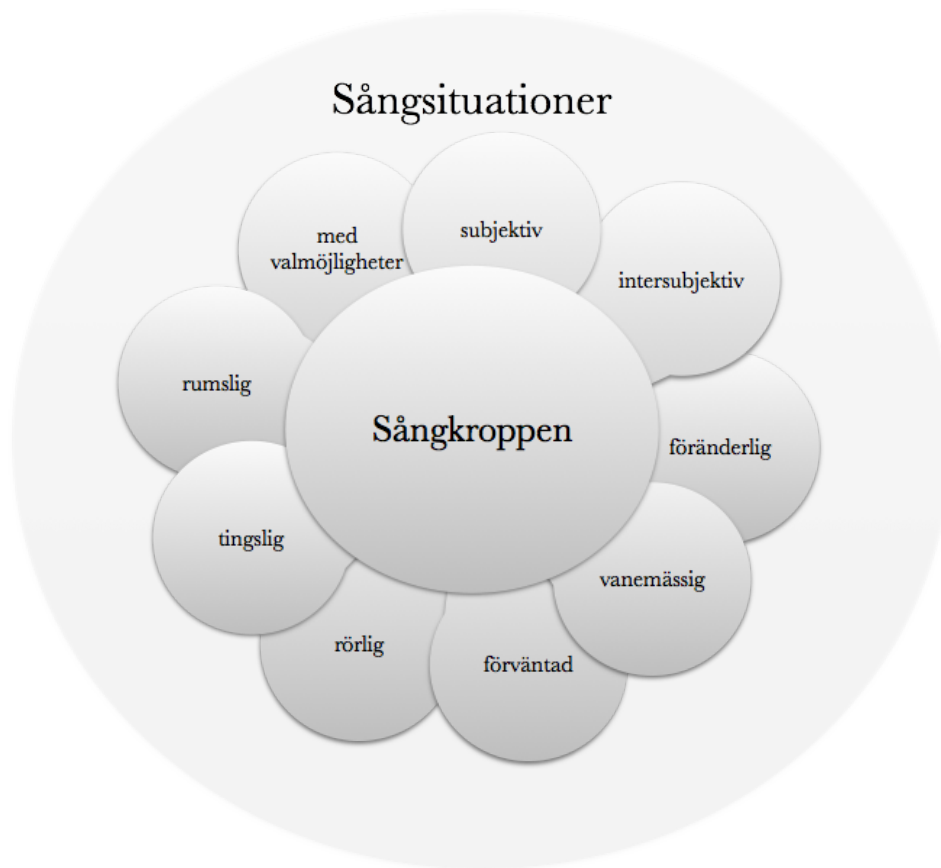 Sångsituationer
med
valmöjligheter
subjektiv
intersubjektiv
rumslig
Sångkroppen
föränderlig
tingslig
vanemässig
rörlig
förväntad